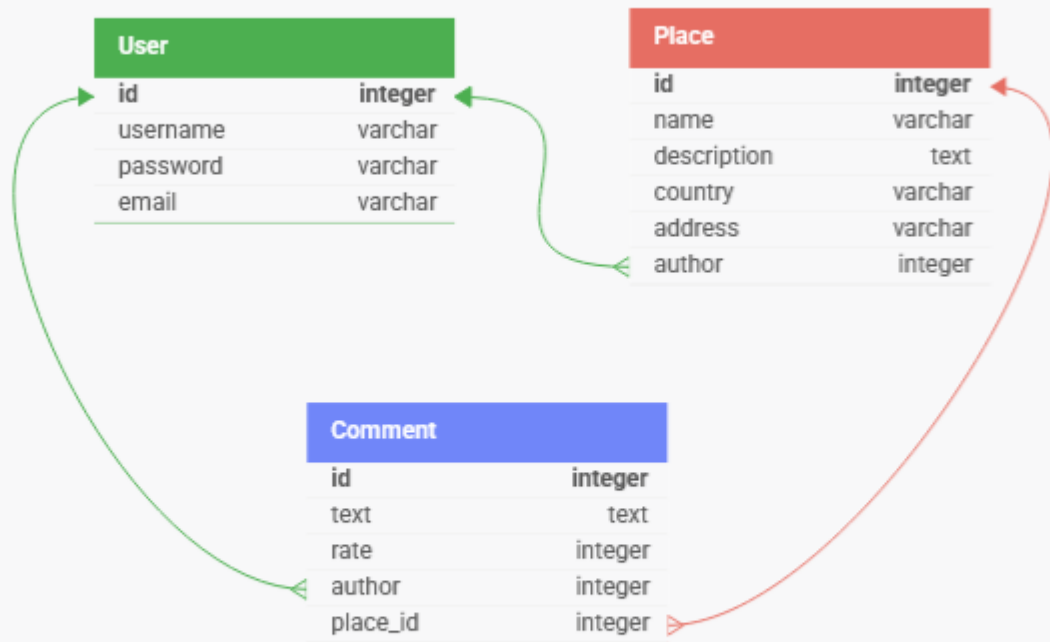 User
id integer
username varchar
password varchar
email varchar
Place
id integer
name varchar
description text
country varchar
address varchar
author integer
Comment
id integer
text text
rate integer
author integer
place_id integer